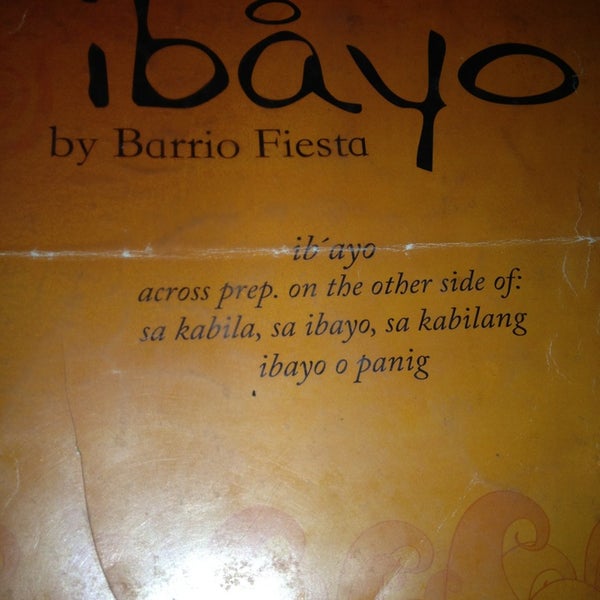 ibåyo
by Barrio Fiesta
ib´ayo
across prep. on the other side of:
sa kabila, sa ibayo, sa kabilang
ibayo o panig